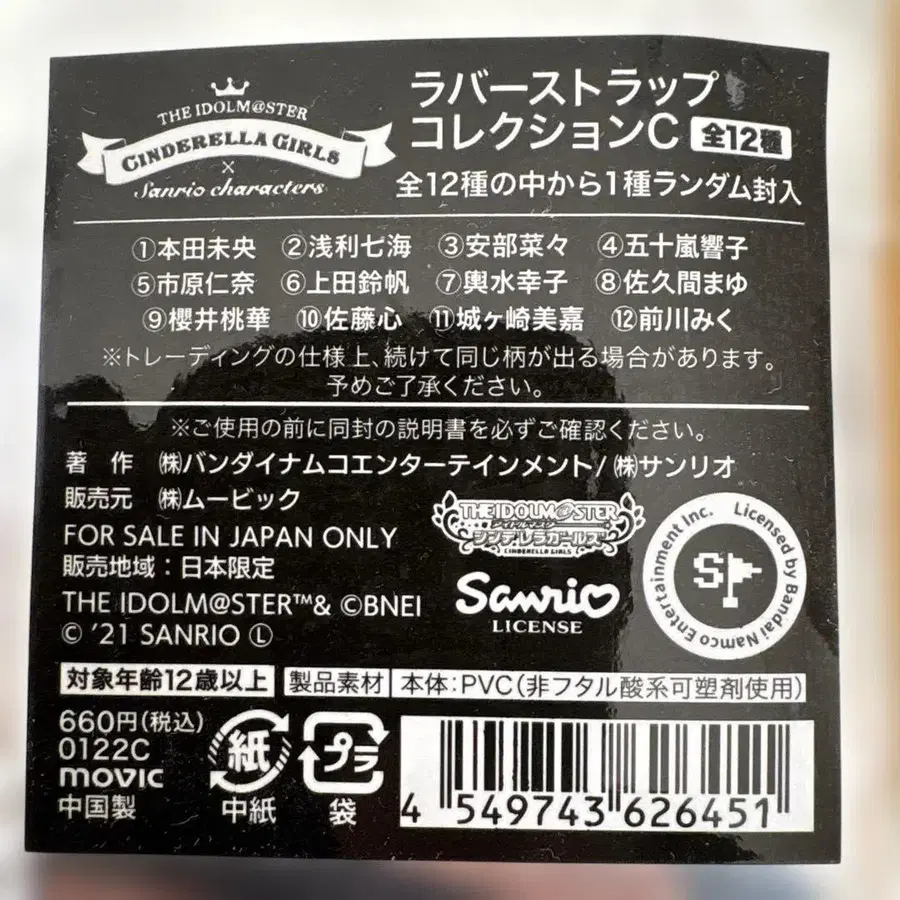 THE IDOLM@STER
CINDERELLA GIRLS
×
Sanrio characters
ラバーストラップ
コレクションC 全12種
全12種の中から1種ランダム封入
①本田未央 ②浅利七海 ③安部菜々 ④五十嵐響子
⑤市原仁奈 ⑥上田鈴帆 ⑦輿水幸子 ⑧佐久間まゆ
⑨櫻井桃華 ⑩佐藤心 ⑪城ヶ崎美嘉 ⑫前川みく
※トレーディングの仕様上、続けて同じ柄が出る場合があります。
予めご了承ください。
※ご使用の前に同封の説明書を必ずご確認ください。
著 作 ㈱バンダイナムコエンターテインメント/㈱サンリオ
販売元 ㈱ムービック
FOR SALE IN JAPAN ONLY
販売地域：日本限定
THE IDOLM@STER™& ©BNEI
© '21 SANRIO Ⓛ
THE IDOLM@STER
アイドルマスター
シンデレラガールズ
CINDERELLA GIRLS
Sanrio
LICENSE
Licensed by Bandai Namco Entertainment Inc.
S
対象年齢12歳以上 製品素材 本体：PVC(非フタル酸系可塑剤使用)
660円(税込)
0122C
movic
中国製
紙
中紙
プラ
袋
4 549743 626451